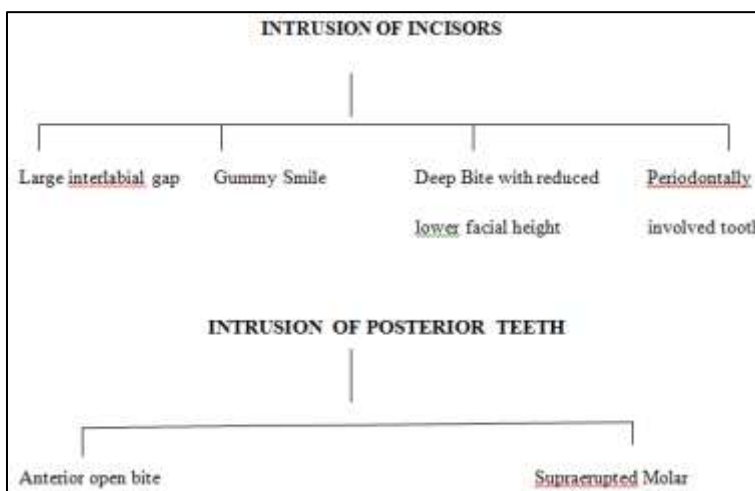 INTRUSION OF INCISORS
Large interlabial gap Gummy Smile Deep Bite with reduced Periodontally
lower facial height involved tooth
INTRUSION OF POSTERIOR TEETH
Anterior open bite Supraerupted Molar